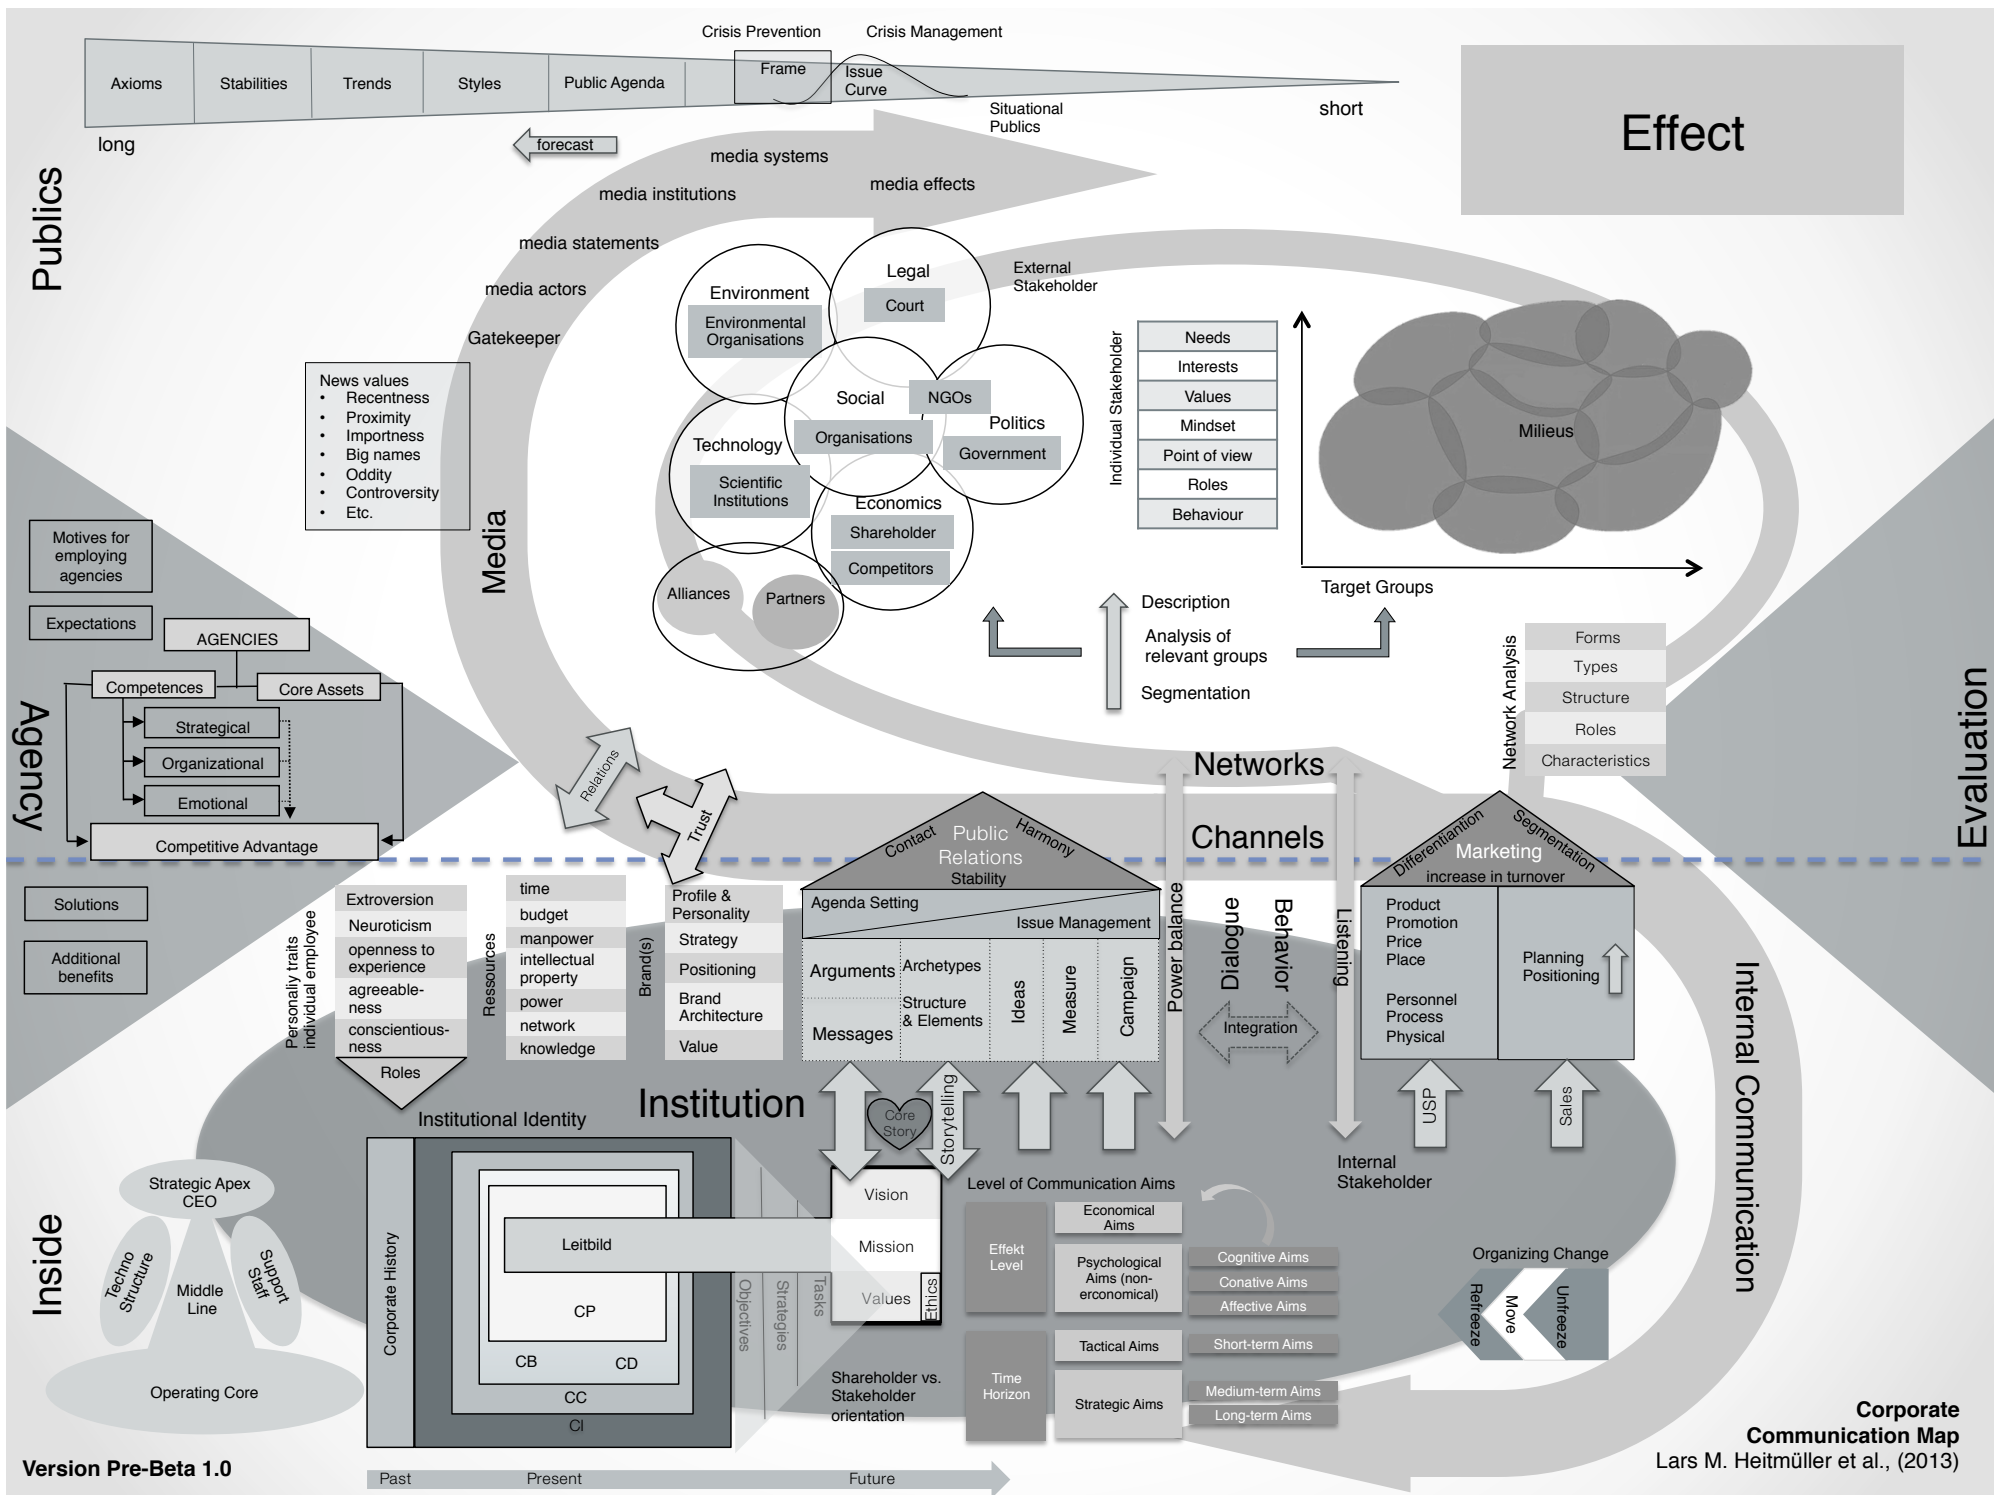 Crisis Prevention
Crisis Management
Axioms
Stabilities
Trends
Styles
Public Agenda
Frame
Issue
Curve
Situational
Publics
long
short
forecast
Effect
Publics
media systems
media effects
media institutions
media statements
media actors
Gatekeeper
Media
News values
• Recentness
• Proximity
• Importness
• Big names
• Oddity
• Controversity
• Etc.
Environment
Environmental
Organisations
Legal
Court
External
Stakeholder
Social
Organisations
NGOs
Politics
Government
Technology
Scientific
Institutions
Economics
Shareholder
Competitors
Alliances
Partners
Individual Stakeholder
Needs
Interests
Values
Mindset
Point of view
Roles
Behaviour
Milieus
Target Groups
Description
Analysis of
relevant groups
Segmentation
Network Analysis
Forms
Types
Structure
Roles
Characteristics
Evaluation
Agency
Motives for
employing
agencies
Expectations
AGENCIES
Competences
Core Assets
Strategical
Organizational
Emotional
Competitive Advantage
Solutions
Additional
benefits
Relations
Trust
Networks
Channels
Personaliy traits
individual employee
Extroversion
Neuroticism
openness to
experience
agreeable-
ness
conscientious-
ness
Roles
Ressources
time
budget
manpower
intellectual
property
power
network
knowledge
Brand(s)
Profile &
Personality
Strategy
Positioning
Brand
Architecture
Value
Contact
Public
Relations
Harmony
Stability
Agenda Setting
Issue Management
Arguments
Messages
Archetypes
Structure
& Elements
Ideas
Measure
Campaign
Power balance
Dialogue
Behavior
Listening
Integration
Differentiantion
Segmentation
Marketing
increase in turnover
Product
Promotion
Price
Place
Personnel
Process
Physical
Planning
Positioning
USP
Sales
Internal Communication
Institution
Core
Story
Storytelling
Internal
Stakeholder
Inside
Strategic Apex
CEO
Techno
Structure
Middle
Line
Support
Staff
Operating Core
Institutional Identity
Corporate History
Leitbild
CP
CB
CD
CC
CI
Objectives
Strategies
Tasks
Vision
Mission
Values
Ethics
Shareholder vs.
Stakeholder
orientation
Level of Communication Aims
Effekt
Level
Economical
Aims
Psychological
Aims (non-
erconomical)
Cognitive Aims
Conative Aims
Affective Aims
Time
Horizon
Tactical Aims
Short-term Aims
Strategic Aims
Medium-term Aims
Long-term Aims
Organizing Change
Refreeze
Move
Unfreeze
Past
Present
Future
Version Pre-Beta 1.0
Corporate
Communication Map
Lars M. Heitmüller et al., (2013)